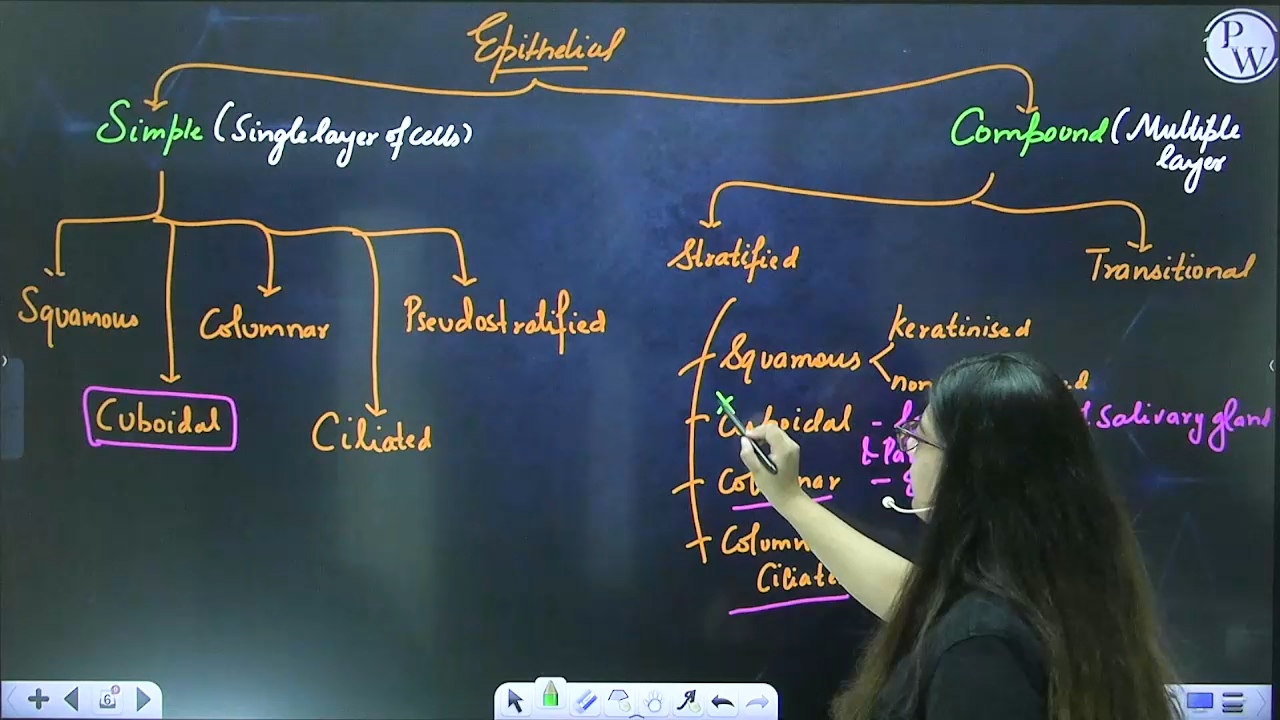 Epithelial
PW
Simple (Single layer of cells)
Compound (Multiple
layer
Stratified
Transitional
Squamous
Columnar
Pseudostratified
Cuboidal
Ciliated
Squamous
keratinised
non
Cuboidal -
Salivary gland
&
Columnar -
Ciliated
6